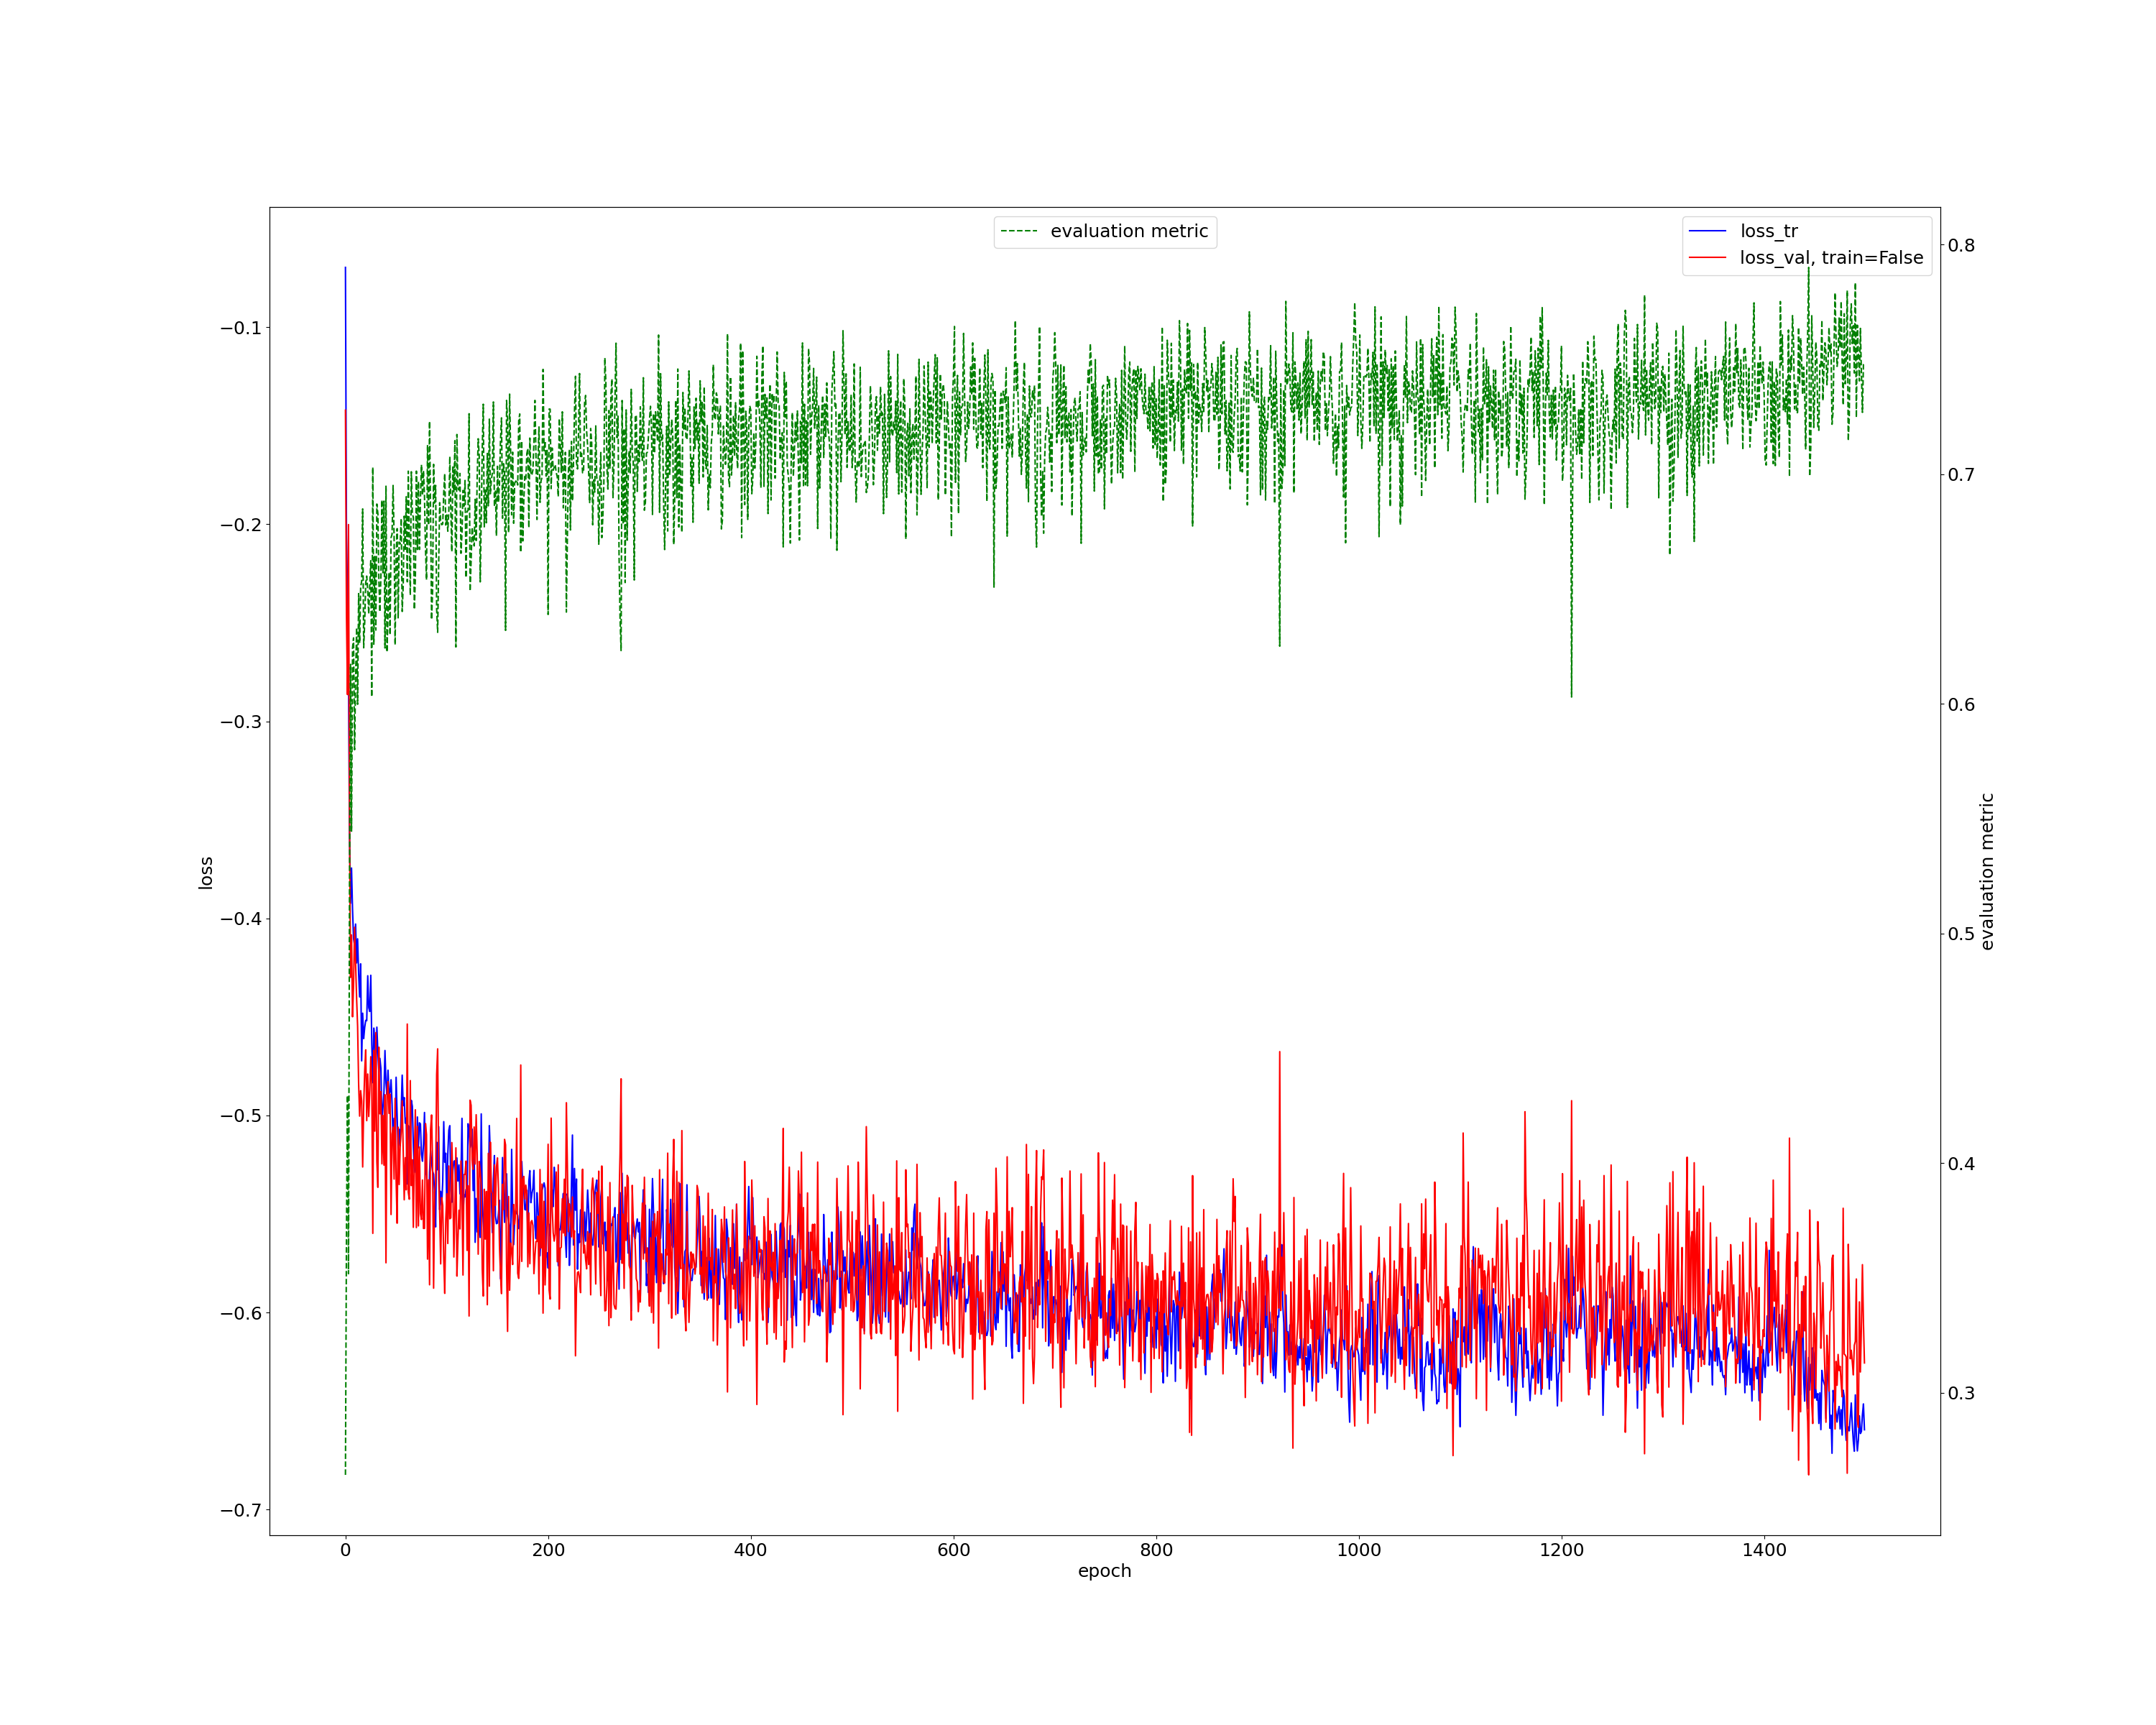 evaluation metric
loss_tr
loss_val, train=False
0.8
−0.1
0.7
−0.2
0.6
−0.3
loss
evaluation metric
−0.4
0.5
−0.5
0.4
−0.6
0.3
−0.7
0 200 400 600 800 1000 1200 1400
epoch